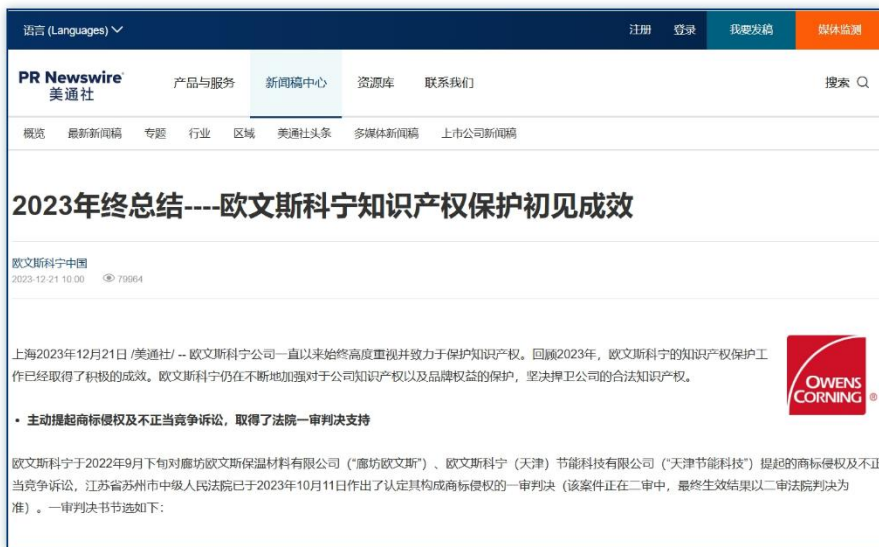 语言 (Languages)
注册 登录 我要发稿 媒体监测
PR Newswire
美通社
产品与服务 新闻稿中心 资源库 联系我们
搜索
概览 最新新闻稿 专题 行业 区域 美通社头条 多媒体新闻稿 上市公司新闻稿
2023年终总结----欧文斯科宁知识产权保护初见成效
欧文斯科宁中国
2023-12-21 10:00 79964
上海2023年12月21日 /美通社/ -- 欧文斯科宁公司一直以来始终高度重视并致力于保护知识产权。回顾2023年，欧文斯科宁的知识产权保护工
作已经取得了积极的成效。欧文斯科宁仍在不断地加强对于公司知识产权以及品牌权益的保护，坚决捍卫公司的合法知识产权。
OWENS
CORNING ®
• 主动提起商标侵权及不正当竞争诉讼，取得了法院一审判决支持
欧文斯科宁于2022年9月下旬对廊坊欧文斯保温材料有限公司（“廊坊欧文斯”）、欧文斯科宁（天津）节能科技有限公司（“天津节能科技”）提起的商标侵权及不正
当竞争诉讼，江苏省苏州市中级人民法院已于2023年10月11日作出了认定其构成商标侵权的一审判决（该案件正在二审中，最终生效结果以二审法院判决为
准）。一审判决书节选如下：